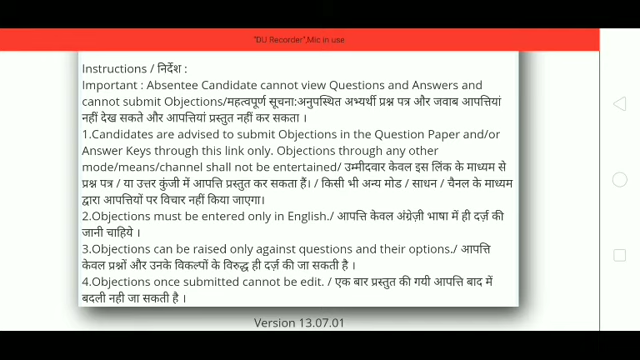 "DU Recorder",Mic in use
Instructions / निर्देश :
Important : Absentee Candidate cannot view Questions and Answers and
cannot submit Objections/महत्वपूर्ण सूचना:अनुपस्थित अभ्यर्थी प्रश्न पत्र और जवाब आपत्तियां
नहीं देख सकते और आपत्तियां प्रस्तुत नहीं कर सकता ।
1.Candidates are advised to submit Objections in the Question Paper and/or
Answer Keys through this link only. Objections through any other
mode/means/channel shall not be entertained/ उम्मीदवार केवल इस लिंक के माध्यम से
प्रश्न पत्र / या उत्तर कुंजी में आपत्ति प्रस्तुत कर सकता हैं। / किसी भी अन्य मोड / साधन / चैनल के माध्यम
द्वारा आपत्तियों पर विचार नहीं किया जाएगा।
2.Objections must be entered only in English./ आपत्ति केवल अंग्रेज़ी भाषा में ही दर्ज़ की
जानी चाहिये ।
3.Objections can be raised only against questions and their options./ आपत्ति
केवल प्रश्नों और उनके विकल्पों के विरुद्ध ही दर्ज़ की जा सकती है ।
4.Objections once submitted cannot be edit. / एक बार प्रस्तुत की गयी आपत्ति बाद में
बदली नही जा सकती है ।
Version 13.07.01